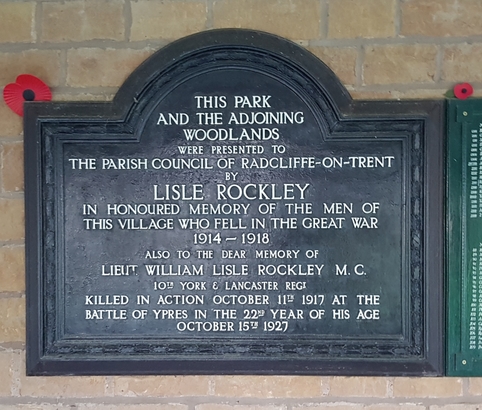 THIS PARK
AND THE ADJOINING
WOODLANDS
WERE PRESENTED TO
THE PARISH COUNCIL OF RADCLIFFE-ON-TRENT
BY
LISLE ROCKLEY
IN HONOURED MEMORY OF THE MEN OF
THIS VILLAGE WHO FELL IN THE GREAT WAR
1914 – 1918
ALSO TO THE DEAR MEMORY OF
LIEUT. WILLIAM LISLE ROCKLEY M.C.
10TH YORK & LANCASTER REGT
KILLED IN ACTION OCTOBER 11TH 1917 AT THE
BATTLE OF YPRES IN THE 22ND YEAR OF HIS AGE
OCTOBER 15TH 1927